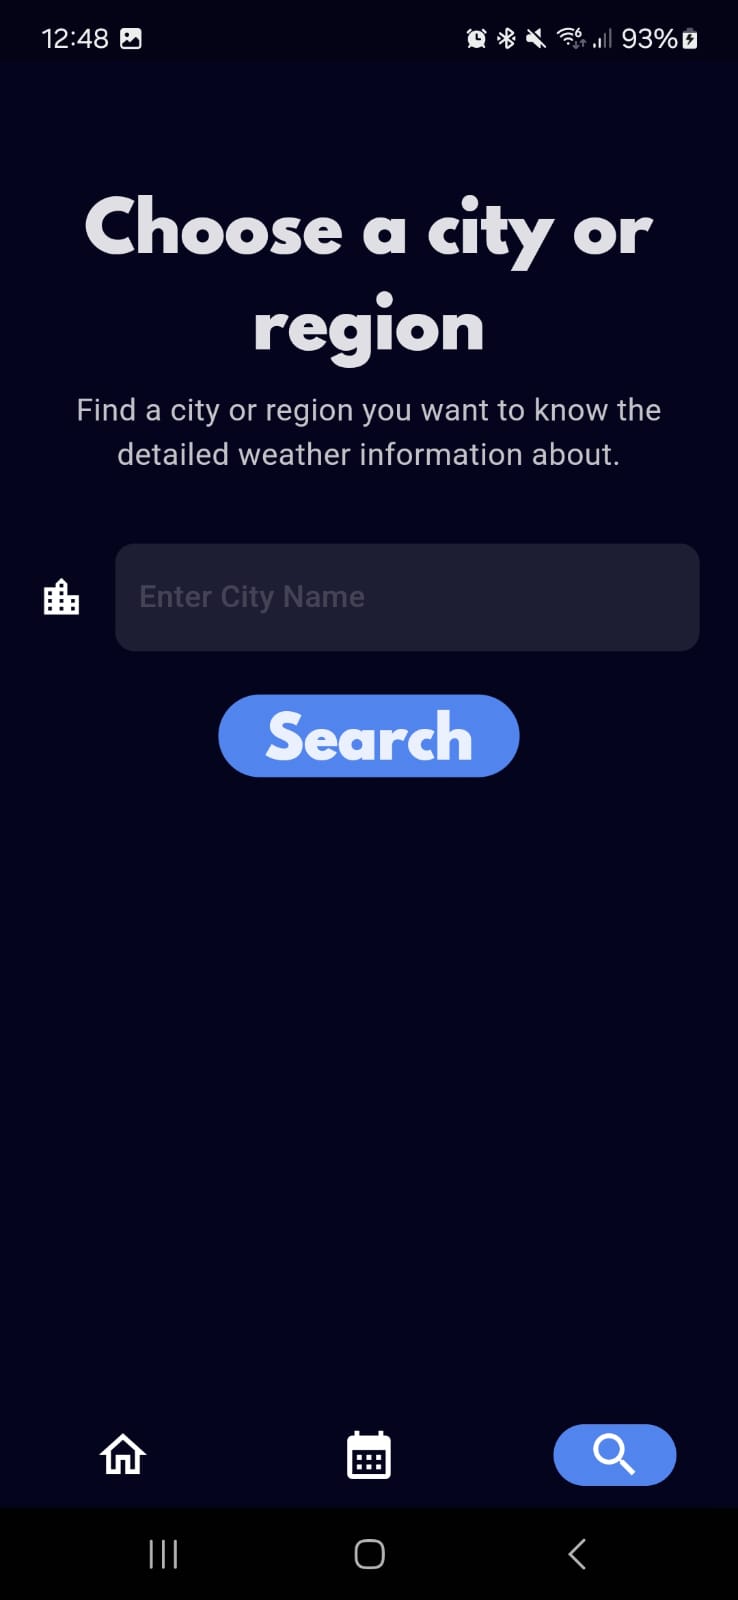 12:48 93%
Choose a city or
region
Find a city or region you want to know the
detailed weather information about.
Enter City Name
Search